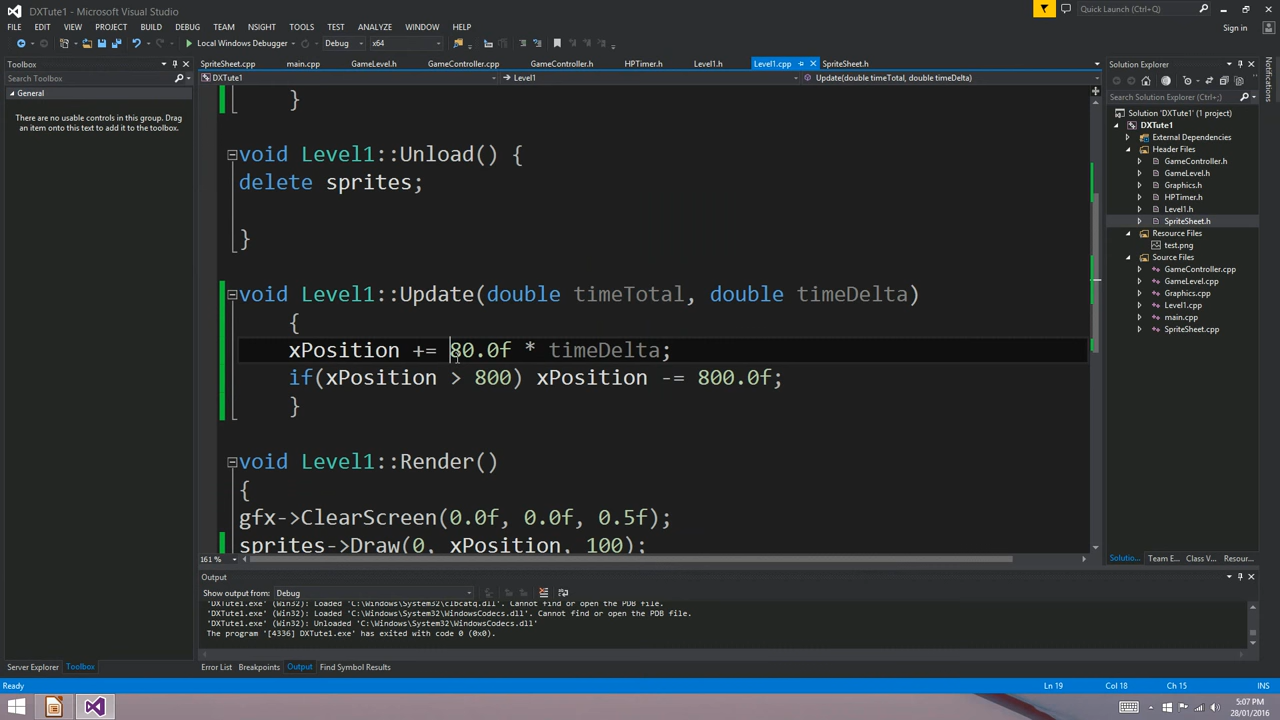 DXTute1 - Microsoft Visual Studio
Quick Launch (Ctrl+Q)
FILE EDIT VIEW PROJECT BUILD DEBUG TEAM NSIGHT TOOLS TEST ANALYZE WINDOW HELP
Sign in
Local Windows Debugger Debug x64
Toolbox
Search Toolbox
General
There are no usable controls in this group. Drag
an item onto this text to add it to the toolbox.
SpriteSheet.cpp main.cpp GameLevel.h GameController.cpp GameController.h HPTimer.h Level1.h Level1.cpp SpriteSheet.h
DXTute1 Level1 Update(double timeTotal, double timeDelta)
}
void Level1::Unload() {
delete sprites;
}
void Level1::Update(double timeTotal, double timeDelta)
{
xPosition += 80.0f * timeDelta;
if(xPosition > 800) xPosition -= 800.0f;
}
void Level1::Render()
{
gfx->ClearScreen(0.0f, 0.0f, 0.5f);
sprites->Draw(0, xPosition, 100);
161 %
Output
Show output from: Debug
'DXTute1.exe' (Win32): Loaded 'C:\Windows\System32\clbcatq.dll'. Cannot find or open the PDB file.
'DXTute1.exe' (Win32): Loaded 'C:\Windows\System32\WindowsCodecs.dll'. Cannot find or open the PDB file.
'DXTute1.exe' (Win32): Unloaded 'C:\Windows\System32\WindowsCodecs.dll'
The program '[4336] DXTute1.exe' has exited with code 0 (0x0).
Server Explorer Toolbox
Error List Breakpoints Output Find Symbol Results
Solution Explorer
Search Solution Explorer (Ctrl+;)
Solution 'DXTute1' (1 project)
DXTute1
External Dependencies
Header Files
GameController.h
GameLevel.h
Graphics.h
HPTimer.h
Level1.h
SpriteSheet.h
Resource Files
test.png
Source Files
GameController.cpp
GameLevel.cpp
Graphics.cpp
Level1.cpp
main.cpp
SpriteSheet.cpp
Solutio... Team E... Class V... Resour...
Notifications
Ready Ln 19 Col 18 Ch 15 INS
5:07 PM
28/01/2016